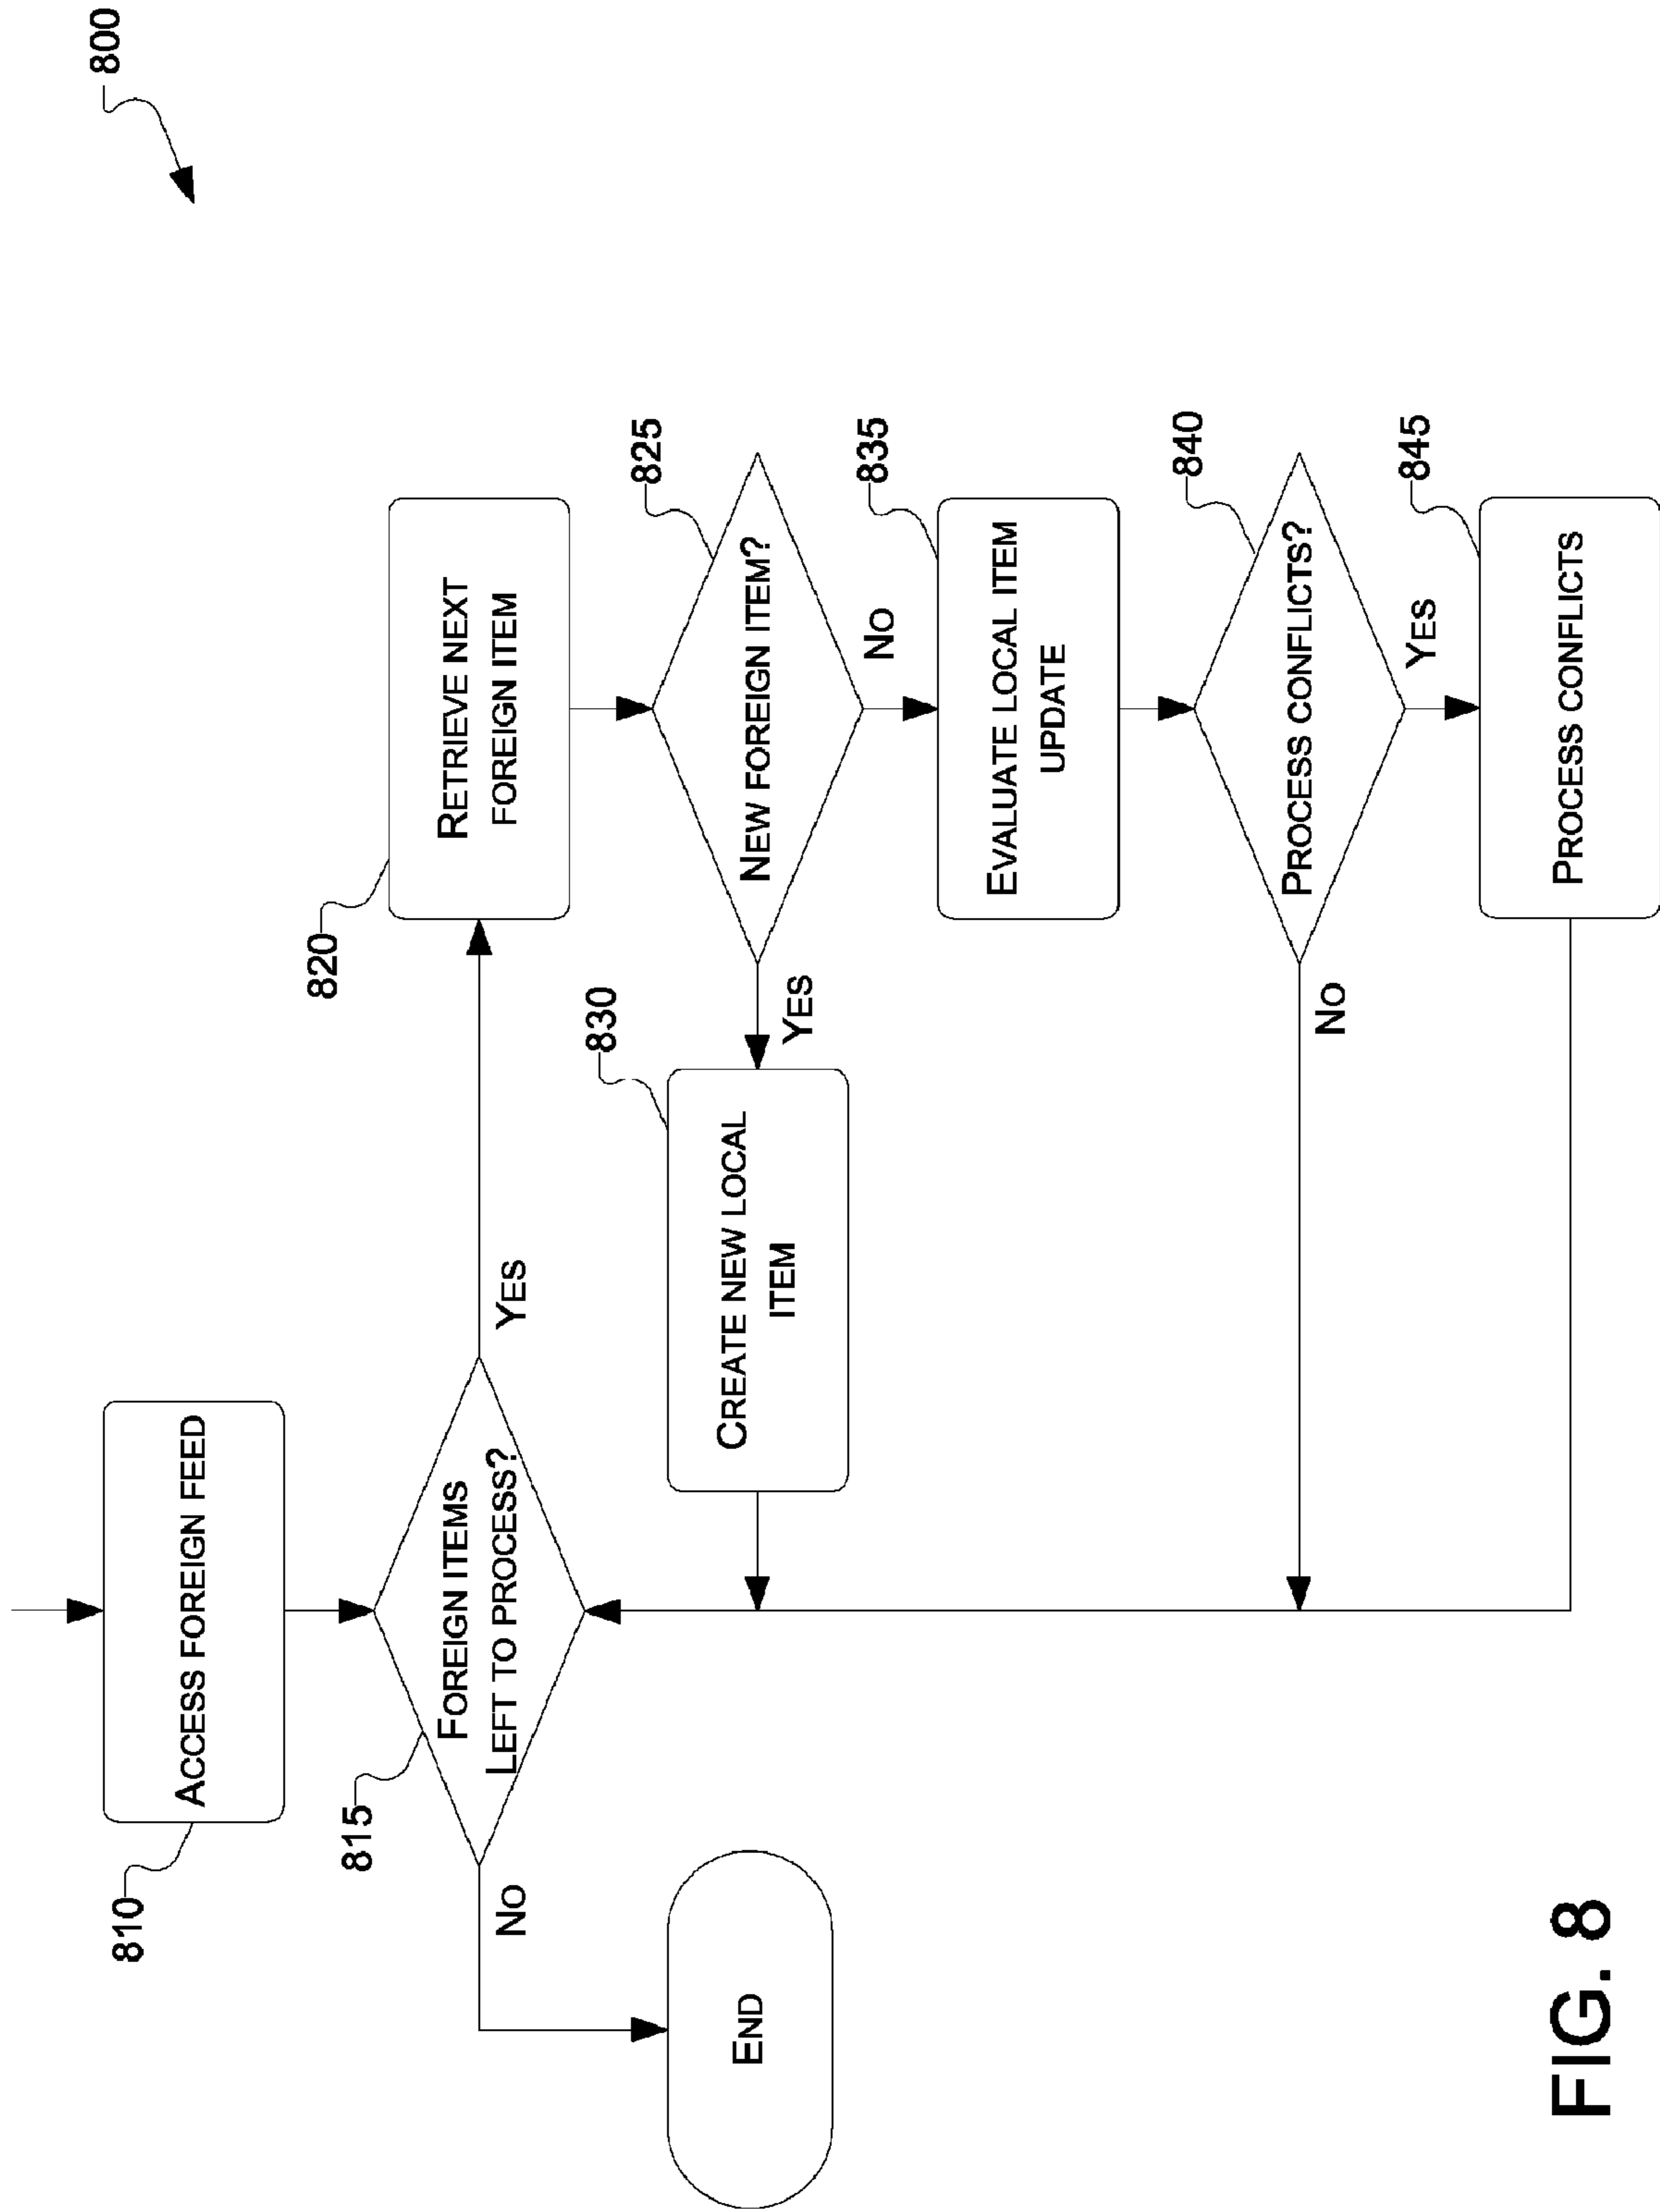 800
810
ACCESS FOREIGN FEED
815
FOREIGN ITEMS
LEFT TO PROCESS?
NO
YES
END
820
RETRIEVE NEXT
FOREIGN ITEM
825
NEW FOREIGN ITEM?
YES
NO
830
CREATE NEW LOCAL
ITEM
835
EVALUATE LOCAL ITEM
UPDATE
840
PROCESS CONFLICTS?
NO
YES
845
PROCESS CONFLICTS
FIG. 8